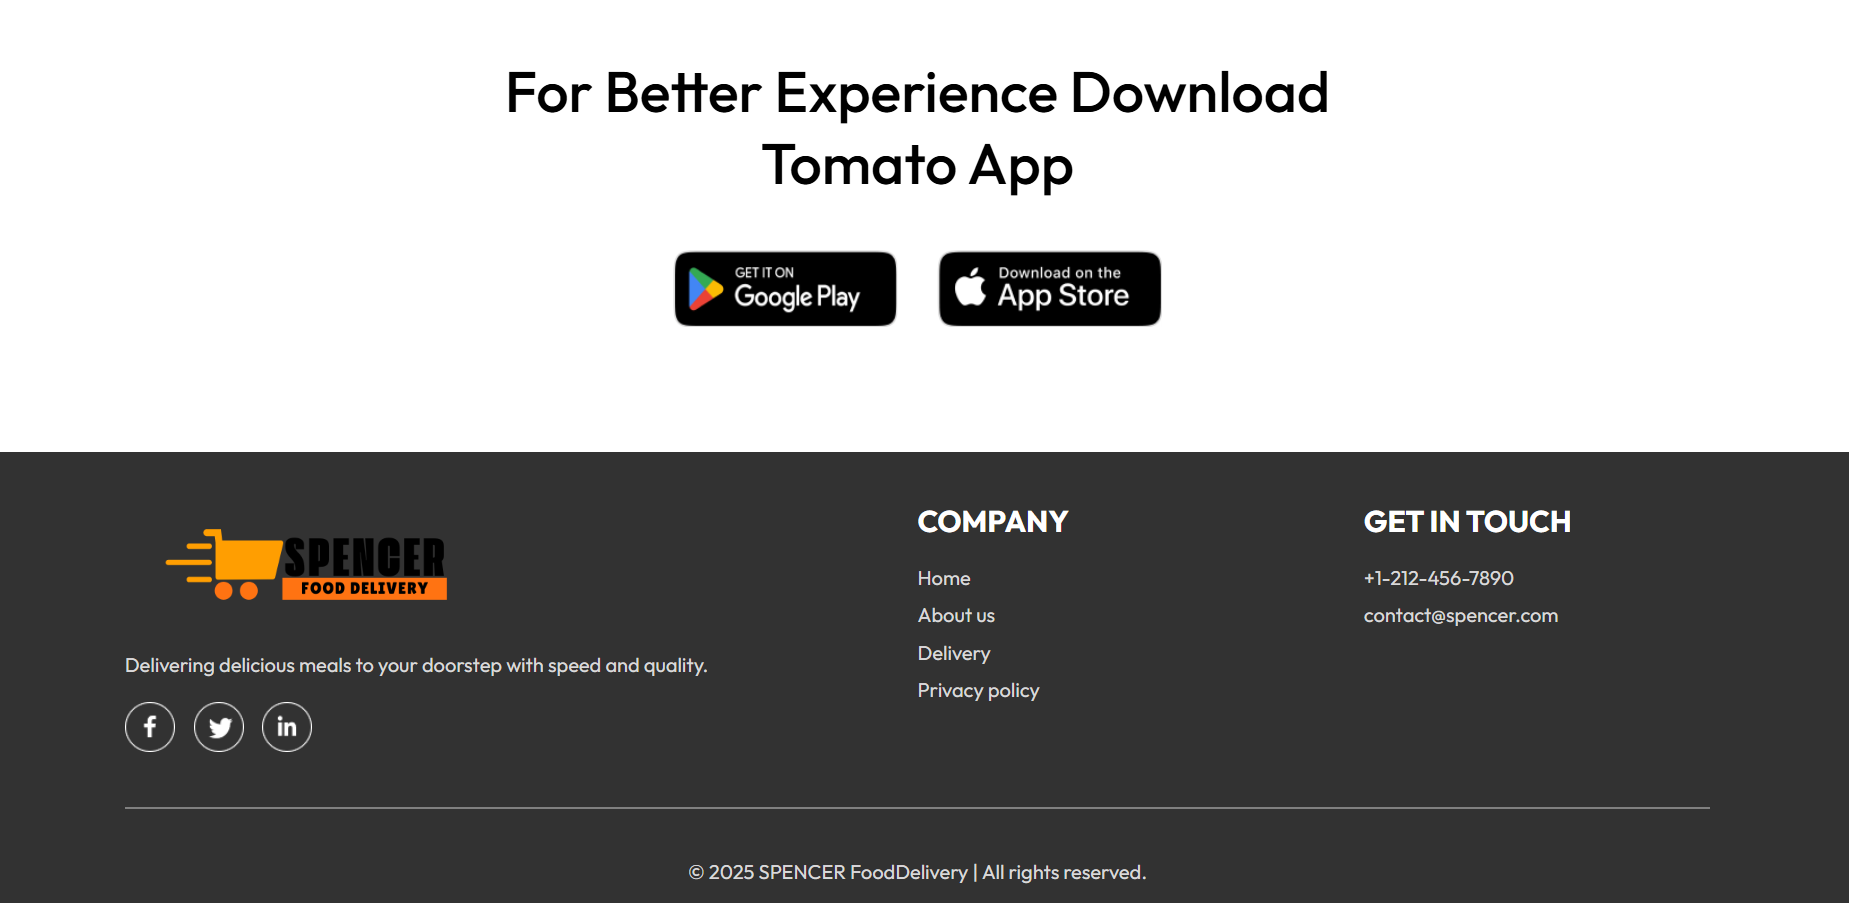 For Better Experience Download
Tomato App
GET IT ON
Google Play
Download on the
App Store
SPENCER
FOOD DELIVERY
Delivering delicious meals to your doorstep with speed and quality.
COMPANY
Home
About us
Delivery
Privacy policy
GET IN TOUCH
+1-212-456-7890
contact@spencer.com
© 2025 SPENCER FoodDelivery | All rights reserved.